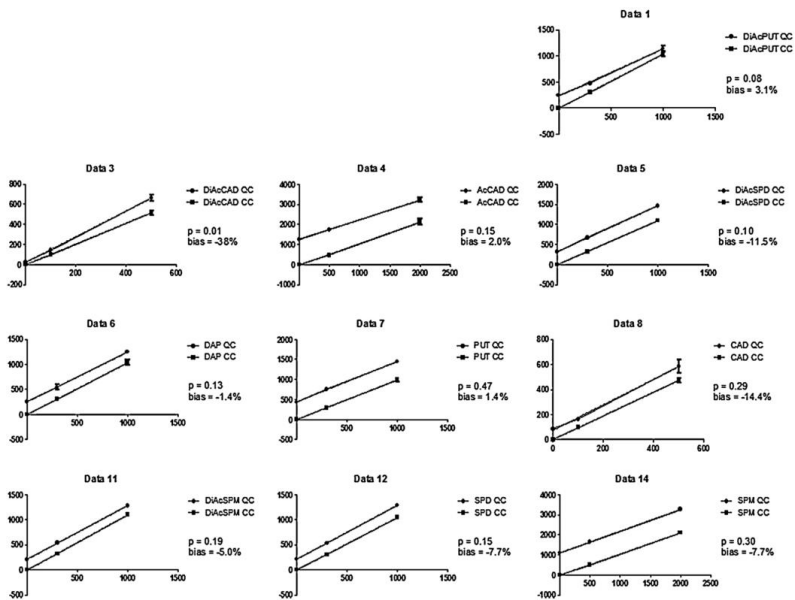 Data 1
1500
1000
500
0
-500
500
1000
1500
DiAcPUT QC
DiAcPUT CC
p = 0.08
bias = 3.1%
Data 3
800
600
400
200
0
-200
200
400
600
DiAcCAD QC
DiAcCAD CC
p = 0.01
bias = -38%
Data 4
4000
3000
2000
1000
0
-1000
500
1000
1500
2000
2500
AcCAD QC
AcCAD CC
p = 0.15
bias = 2.0%
Data 5
2000
1500
1000
500
0
-500
500
1000
1500
DiAcSPD QC
DiAcSPD CC
p = 0.10
bias = -11.5%
Data 6
1500
1000
500
0
-500
500
1000
1500
DAP QC
DAP CC
p = 0.13
bias = -1.4%
Data 7
2000
1500
1000
500
0
-500
500
1000
1500
PUT QC
PUT CC
p = 0.47
bias = 1.4%
Data 8
800
600
400
200
0
0
200
400
600
CAD QC
CAD CC
p = 0.29
bias = -14.4%
Data 11
1500
1000
500
0
-500
500
1000
1500
DiAcSPM QC
DiAcSPM CC
p = 0.19
bias = -5.0%
Data 12
1500
1000
500
0
-500
500
1000
1500
SPD QC
SPD CC
p = 0.15
bias = -7.7%
Data 14
4000
3000
2000
1000
0
-1000
500
1000
1500
2000
2500
SPM QC
SPM CC
p = 0.30
bias = -7.7%